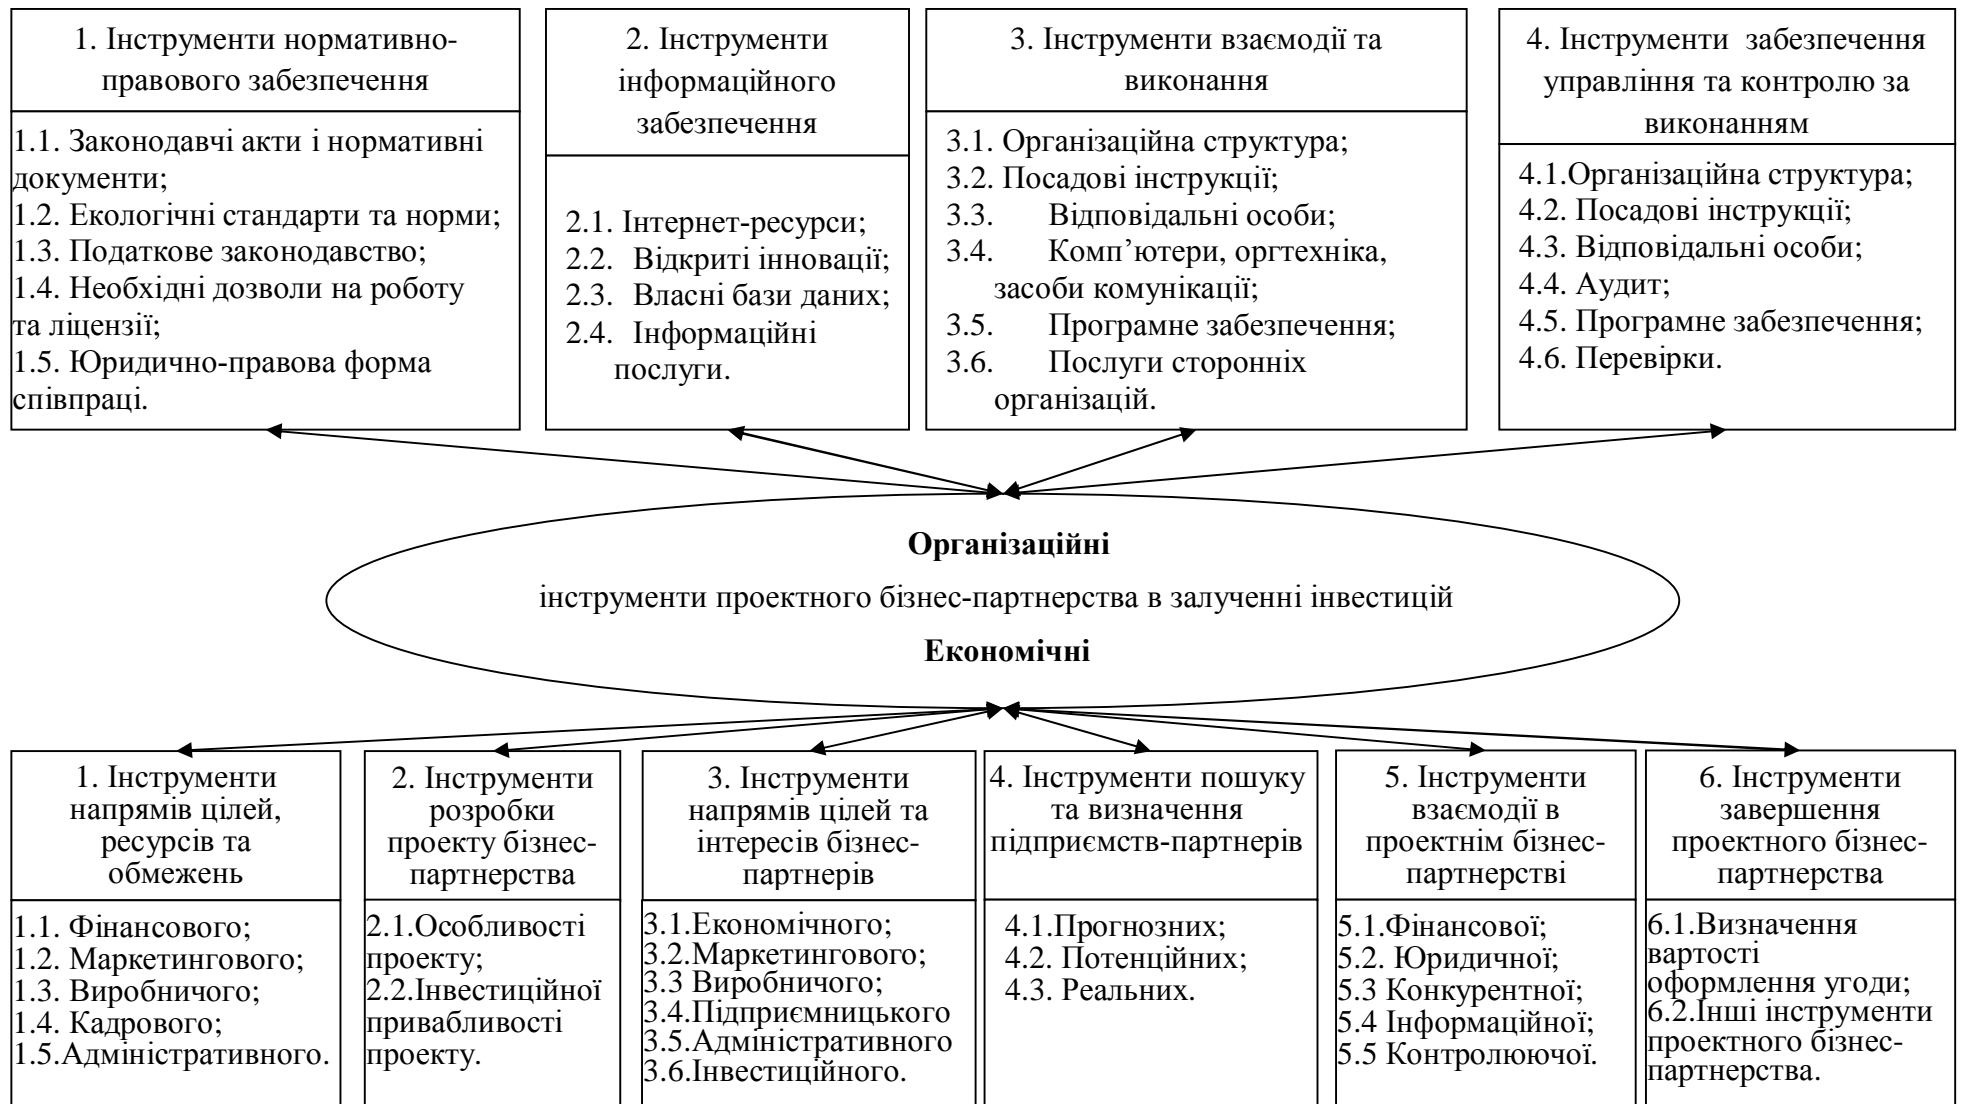 1. Інструменти нормативно-
правового забезпечення
1.1. Законодавчі акти і нормативні
документи;
1.2. Екологічні стандарти та норми;
1.3. Податкове законодавство;
1.4. Необхідні дозволи на роботу
та ліцензії;
1.5. Юридично-правова форма
співпраці.
2. Інструменти
інформаційного
забезпечення
2.1. Інтернет-ресурси;
2.2. Відкриті інновації;
2.3. Власні бази даних;
2.4. Інформаційні
послуги.
3. Інструменти взаємодії та
виконання
3.1. Організаційна структура;
3.2. Посадові інструкції;
3.3. Відповідальні особи;
3.4. Комп’ютери, оргтехніка,
засоби комунікації;
3.5. Програмне забезпечення;
3.6. Послуги сторонніх
організацій.
4. Інструменти забезпечення
управління та контролю за
виконанням
4.1.Організаційна структура;
4.2. Посадові інструкції;
4.3. Відповідальні особи;
4.4. Аудит;
4.5. Програмне забезпечення;
4.6. Перевірки.
Організаційні
інструменти проектного бізнес-партнерства в залученні інвестицій
Економічні
1. Інструменти
напрямів цілей,
ресурсів та
обмежень
1.1. Фінансового;
1.2. Маркетингового;
1.3. Виробничого;
1.4. Кадрового;
1.5.Адміністративного.
2. Інструменти
розробки
проекту бізнес-
партнерства
2.1.Особливості
проекту;
2.2.Інвестиційної
привабливості
проекту.
3. Інструменти
напрямів цілей та
інтересів бізнес-
партнерів
3.1.Економічного;
3.2.Маркетингового;
3.3 Виробничого;
3.4.Підприємницького
3.5.Адміністративного
3.6.Інвестиційного.
4. Інструменти пошуку
та визначення
підприємств-партнерів
4.1.Прогнозних;
4.2. Потенційних;
4.3. Реальних.
5. Інструменти
взаємодії в
проектнім бізнес-
партнерстві
5.1.Фінансової;
5.2. Юридичної;
5.3 Конкурентної;
5.4 Інформаційної;
5.5 Контролюючої.
6. Інструменти
завершення
проектного бізнес-
партнерства
6.1.Визначення
вартості
оформлення угоди;
6.2.Інші інструменти
проектного бізнес-
партнерства.